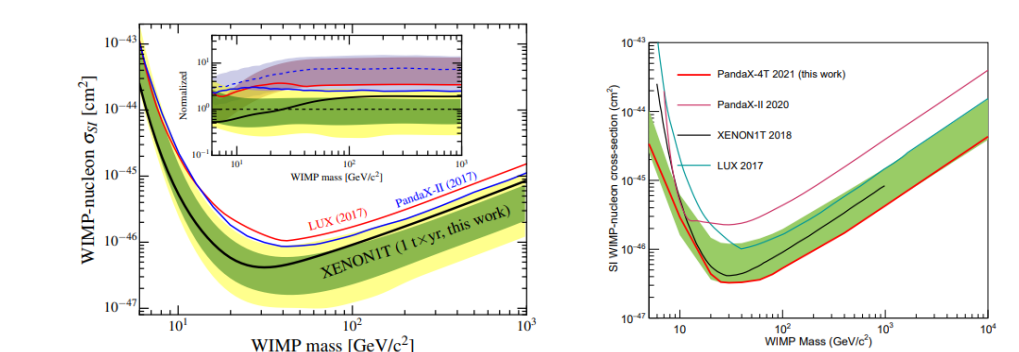 WIMP-nucleon σSI [cm2]
10−43
10−44
10−45
10−46
10−47
Normalized
101
100
10−1
101
102
103
WIMP mass [GeV/c2]
LUX (2017)
PandaX-II (2017)
XENON1T (1 t×yr, this work)
101
102
103
WIMP mass [GeV/c2]
SI WIMP-nucleon cross-section (cm2)
10−43
10−44
10−45
10−46
10−47
PandaX-4T 2021 (this work)
PandaX-II 2020
XENON1T 2018
LUX 2017
10
102
103
104
WIMP Mass (GeV/c2)